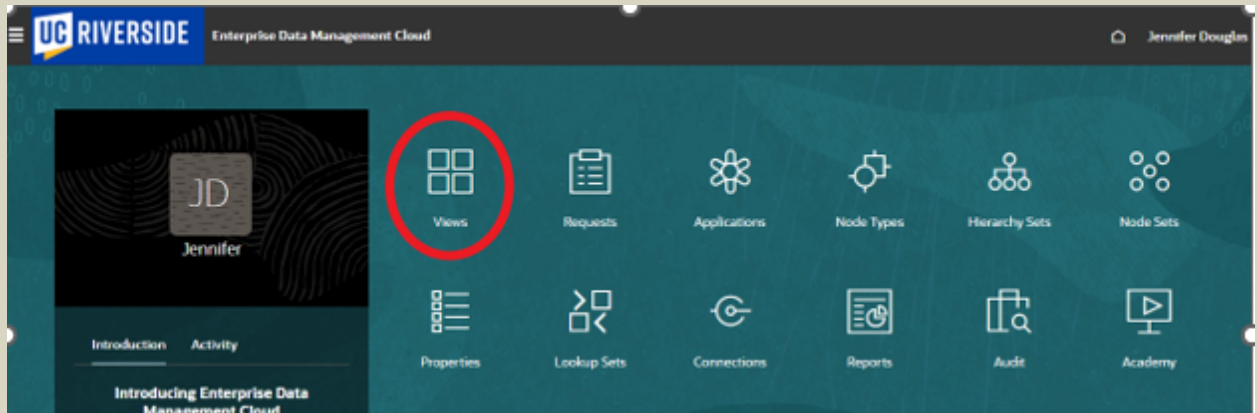 UC RIVERSIDE Enterprise Data Management Cloud Jennifer Douglas
JD
Jennifer
Introduction Activity
Introducing Enterprise Data
Management Cloud
Views Requests Applications Node Types Hierarchy Sets Node Sets
Properties Lookup Sets Connections Reports Audit Academy